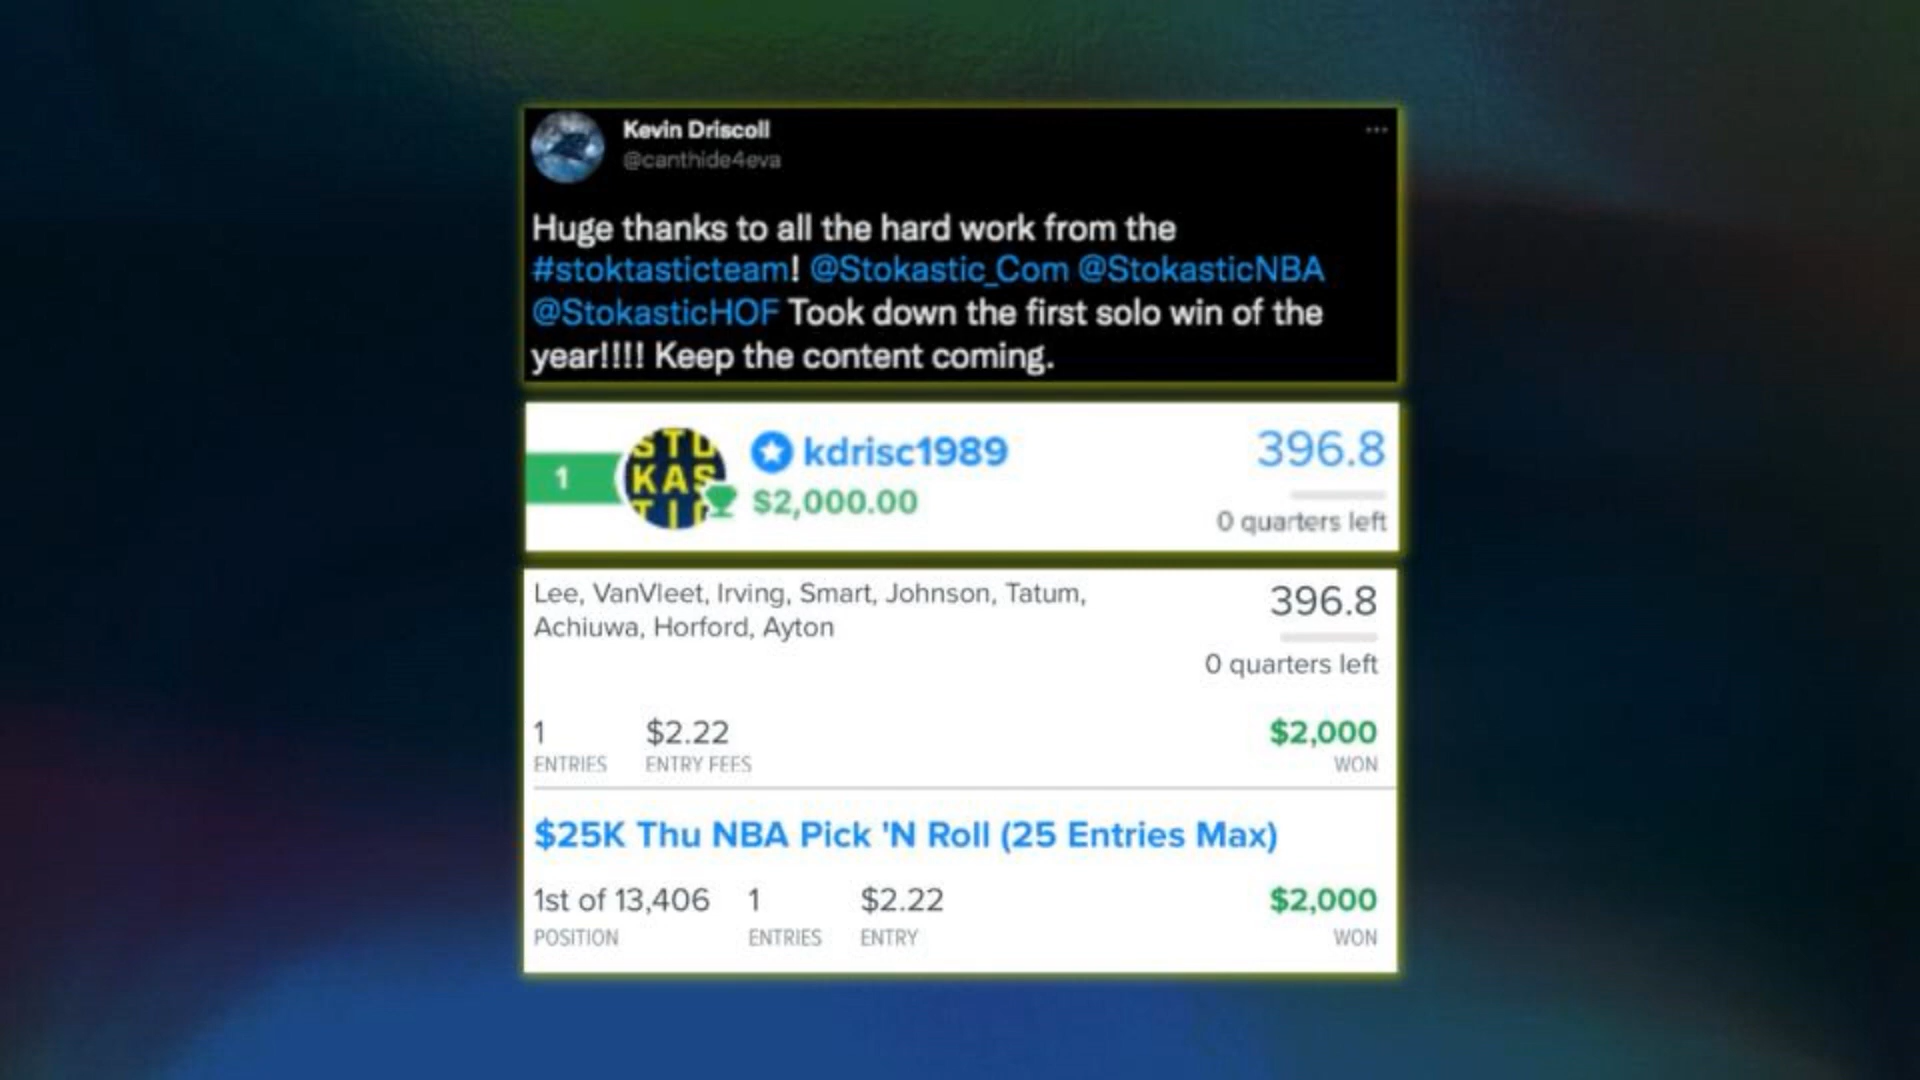 Kevin Driscoll
@canthide4eva
Huge thanks to all the hard work from the
#stoktasticteam! @Stokastic_Com @StokasticNBA
@StokasticHOF Took down the first solo win of the
year!!!! Keep the content coming.
1
STO
KAS
TIC
kdrisc1989
$2,000.00
396.8
0 quarters left
Lee, VanVleet, Irving, Smart, Johnson, Tatum,
Achiuwa, Horford, Ayton
396.8
0 quarters left
1 $2.22 $2,000
ENTRIES ENTRY FEES WON
$25K Thu NBA Pick 'N Roll (25 Entries Max)
1st of 13,406 1 $2.22 $2,000
POSITION ENTRIES ENTRY WON